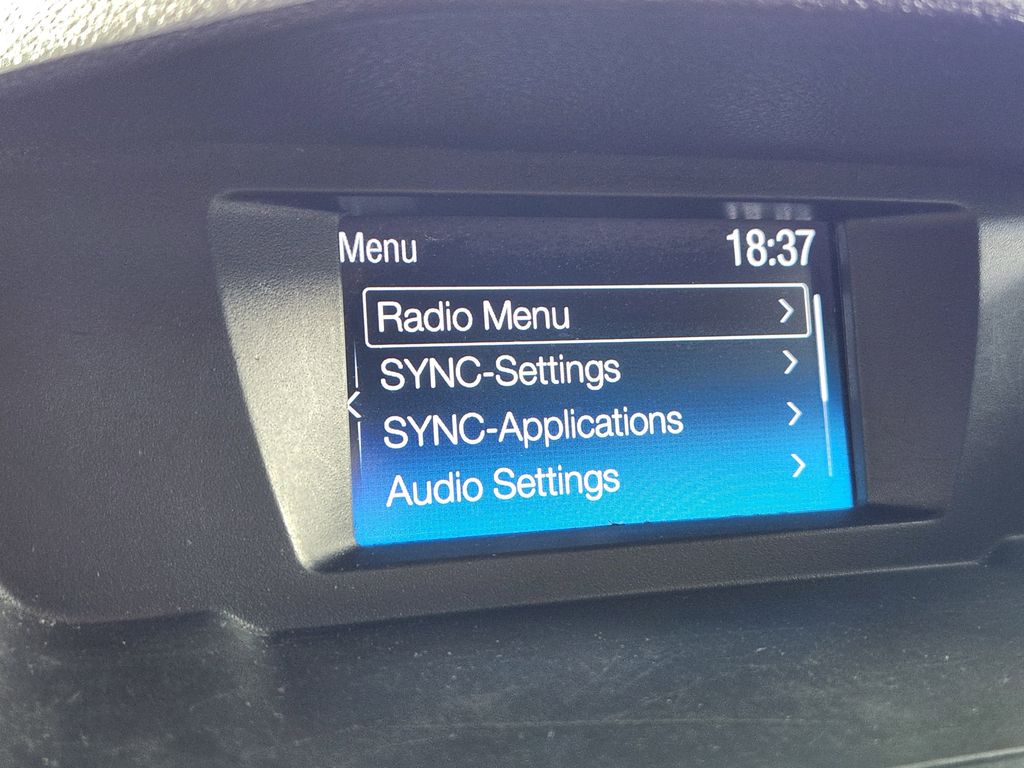 Menu 18:37
Radio Menu
SYNC-Settings
SYNC-Applications
Audio Settings